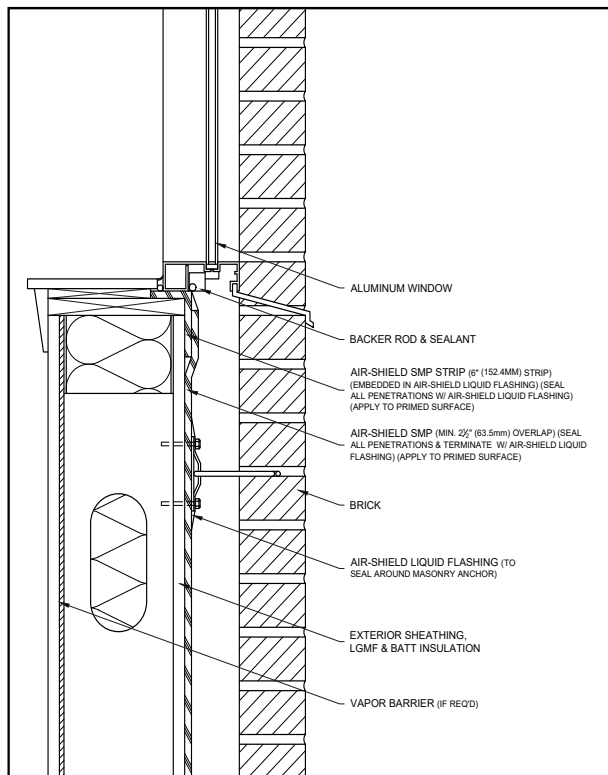 ALUMINUM WINDOW
BACKER ROD & SEALANT
AIR-SHIELD SMP STRIP (6" (152.4MM) STRIP)
(EMBEDDED IN AIR-SHIELD LIQUID FLASHING) (SEAL
ALL PENETRATIONS W/ AIR-SHIELD LIQUID FLASHING)
(APPLY TO PRIMED SURFACE)
AIR-SHIELD SMP (MIN. 2½" (63.5mm) OVERLAP) (SEAL
ALL PENETRATIONS & TERMINATE W/ AIR-SHIELD LIQUID
FLASHING) (APPLY TO PRIMED SURFACE)
BRICK
AIR-SHIELD LIQUID FLASHING (TO
SEAL AROUND MASONRY ANCHOR)
EXTERIOR SHEATHING,
LGMF & BATT INSULATION
VAPOR BARRIER (IF REQ'D)